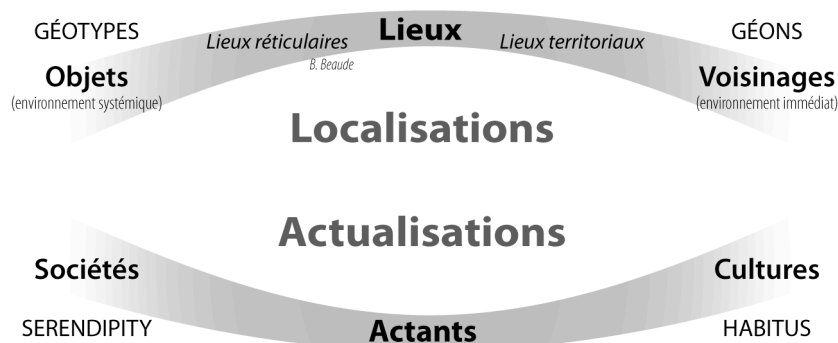 GÉOTYPES
Lieux réticulaires
Lieux
Lieux territoriaux
GÉONS
B. Beaude
Objets
(environnement systémique)
Voisinages
(environnement immédiat)
Localisations
Actualisations
Sociétés
Cultures
SERENDIPITY
Actants
HABITUS